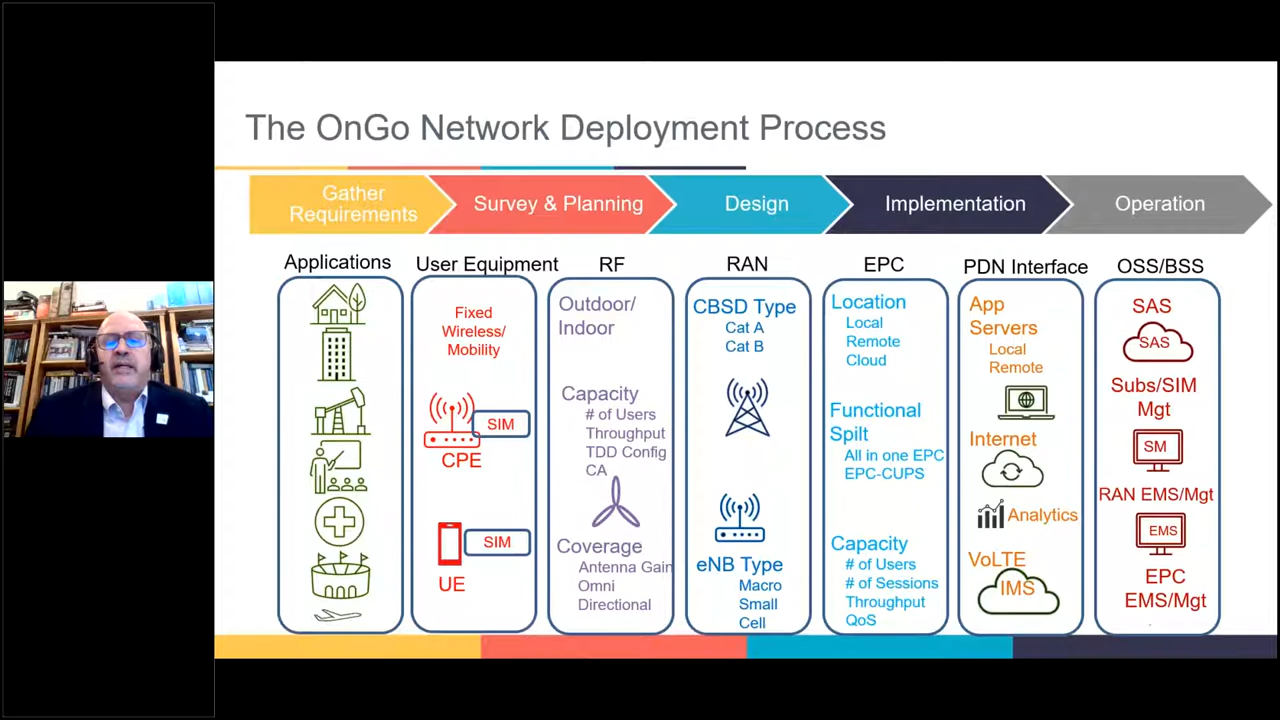 The OnGo Network Deployment Process
Gather
Requirements
Survey & Planning
Design
Implementation
Operation
Applications
User Equipment
Fixed
Wireless/
Mobility
SIM
CPE
SIM
UE
RF
Outdoor/
Indoor
Capacity
# of Users
Throughput
TDD Config
CA
Coverage
Antenna Gain
Omni
Directional
RAN
CBSD Type
Cat A
Cat B
eNB Type
Macro
Small
Cell
EPC
Location
Local
Remote
Cloud
Functional
Spilt
All in one EPC
EPC-CUPS
Capacity
# of Users
# of Sessions
Throughput
QoS
PDN Interface
App
Servers
Local
Remote
Internet
Analytics
VoLTE
IMS
OSS/BSS
SAS
SAS
Subs/SIM
Mgt
SM
RAN EMS/Mgt
EMS
EPC
EMS/Mgt